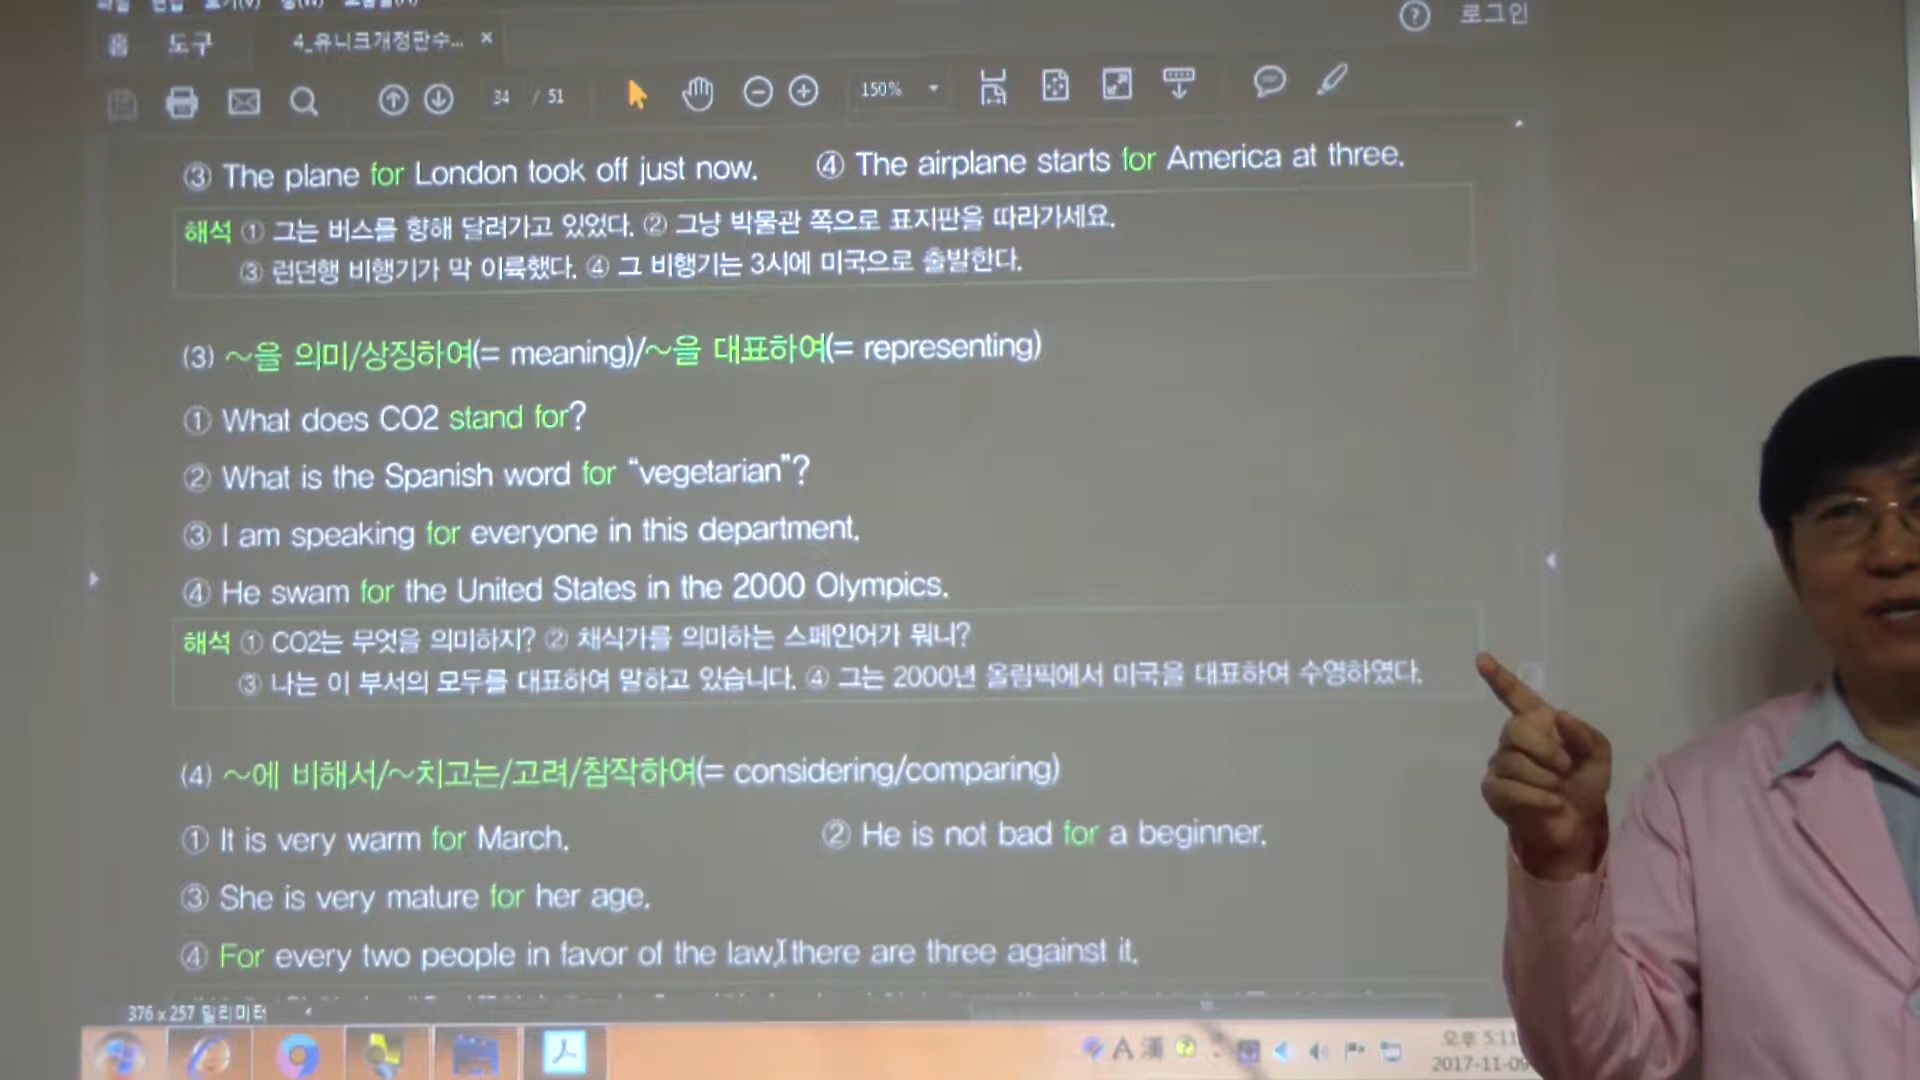 로그인
홈 도구 4_유니크개정판수... ×
34 / 51 150%
③ The plane for London took off just now. ④ The airplane starts for America at three.
해석 ① 그는 버스를 향해 달려가고 있었다. ② 그냥 박물관 쪽으로 표지판을 따라가세요.
③ 런던행 비행기가 막 이륙했다. ④ 그 비행기는 3시에 미국으로 출발한다.
(3) ~을 의미/상징하여(= meaning)/~을 대표하여(= representing)
① What does CO2 stand for?
② What is the Spanish word for “vegetarian”?
③ I am speaking for everyone in this department.
④ He swam for the United States in the 2000 Olympics.
해석 ① CO2는 무엇을 의미하지? ② 채식가를 의미하는 스페인어가 뭐니?
③ 나는 이 부서의 모두를 대표하여 말하고 있습니다. ④ 그는 2000년 올림픽에서 미국을 대표하여 수영하였다.
(4) ~에 비해서/~치고는/고려/참작하여(= considering/comparing)
① It is very warm for March. ② He is not bad for a beginner.
③ She is very mature for her age.
④ For every two people in favor of the law, there are three against it.
376 x 257 밀리미터
A 漢 오후 5:11
2017-11-09